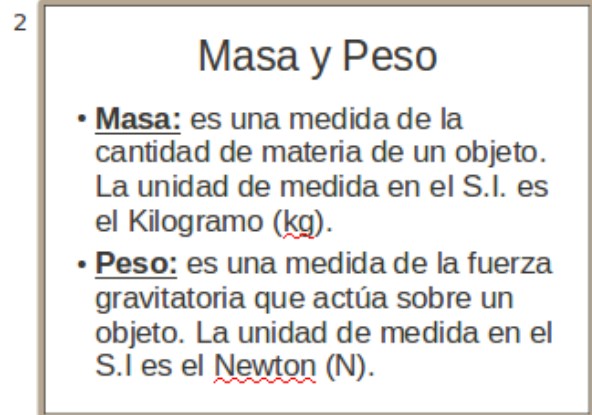 2
Masa y Peso
• Masa: es una medida de la
cantidad de materia de un objeto.
La unidad de medida en el S.I. es
el Kilogramo (kg).
• Peso: es una medida de la fuerza
gravitatoria que actúa sobre un
objeto. La unidad de medida en el
S.I es el Newton (N).